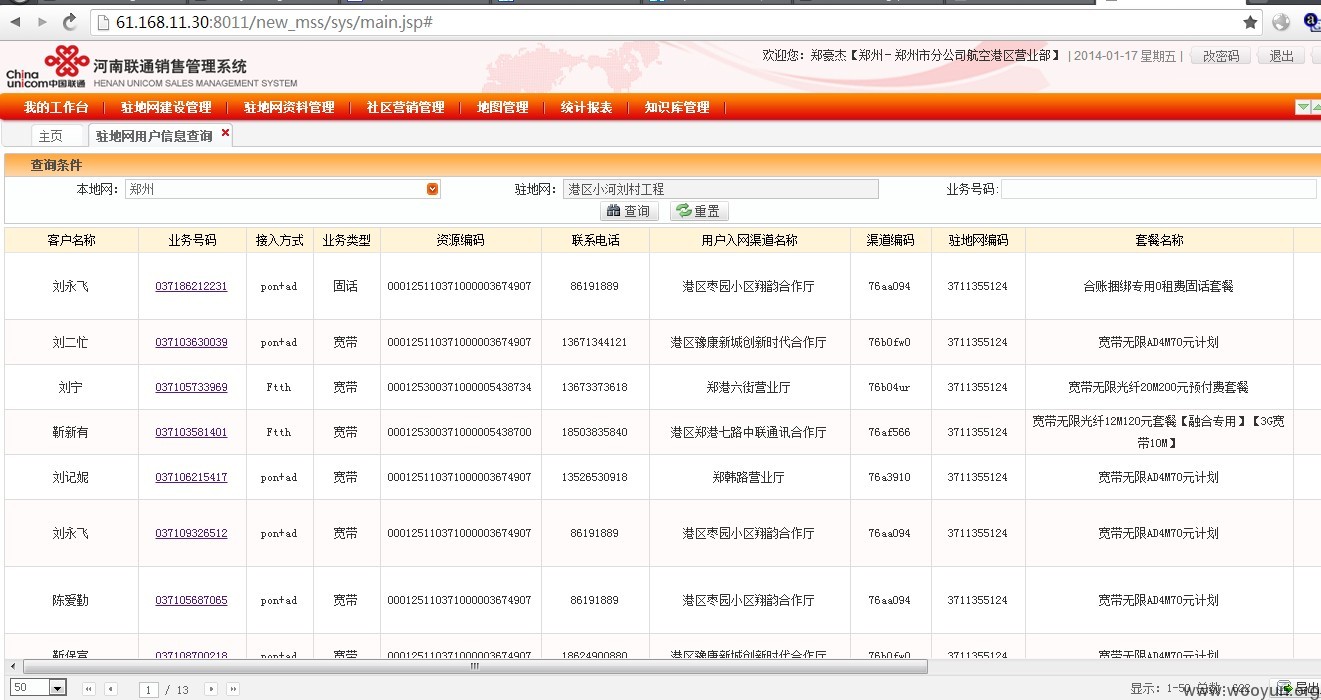 61.168.11.30:8011/new_mss/sys/main.jsp#
China unicom中国联通 河南联通销售管理系统
HENAN UNICOM SALES MANAGEMENT SYSTEM
欢迎您：郑豪杰【郑州－郑州市分公司航空港区营业部】 | 2014-01-17 星期五 | 改密码 退出
我的工作台 驻地网建设管理 驻地网资料管理 社区营销管理 地图管理 统计报表 知识库管理
主页 驻地网用户信息查询
查询条件
本地网： 郑州 驻地网： 港区小河刘村工程 业务号码：
查询 重置
客户名称 业务号码 接入方式 业务类型 资源编码 联系电话 用户入网渠道名称 渠道编码 驻地网编码 套餐名称
刘永飞 037186212231 pon+ad 固话 000125110371000003674907 86191889 港区枣园小区翔韵合作厅 76aa094 3711355124 合账捆绑专用0租费固话套餐
刘二忙 037103630039 pon+ad 宽带 000125110371000003674907 13671344121 港区豫康新城创新时代合作厅 76b0fw0 3711355124 宽带无限AD4M70元计划
刘宁 037105733969 Ftth 宽带 000125300371000005438734 13673373618 郑港六街营业厅 76b04ur 3711355124 宽带无限光纤20M200元预付费套餐
靳新有 037103581401 Ftth 宽带 000125300371000005438700 18503835840 港区郑港七路中联通讯合作厅 76af566 3711355124 宽带无限光纤12M120元套餐【融合专用】【3G宽
带10M】
刘记妮 037106215417 pon+ad 宽带 000125110371000003674907 13526530918 郑韩路营业厅 76a3910 3711355124 宽带无限AD4M70元计划
刘永飞 037109326512 pon+ad 宽带 000125110371000003674907 86191889 港区枣园小区翔韵合作厅 76aa094 3711355124 宽带无限AD4M70元计划
陈爱勤 037105687065 pon+ad 宽带 000125110371000003674907 86191889 港区枣园小区翔韵合作厅 76aa094 3711355124 宽带无限AD4M70元计划
靳保富 037108700218 pon+ad 宽带 000125110371000003674907 18624900880 港区豫康新城创新时代合作厅 76b0fw0 3711355124 宽带无限AD4M70元计划
50 1 / 13 显示：1-50 导出
www.wooyun.org